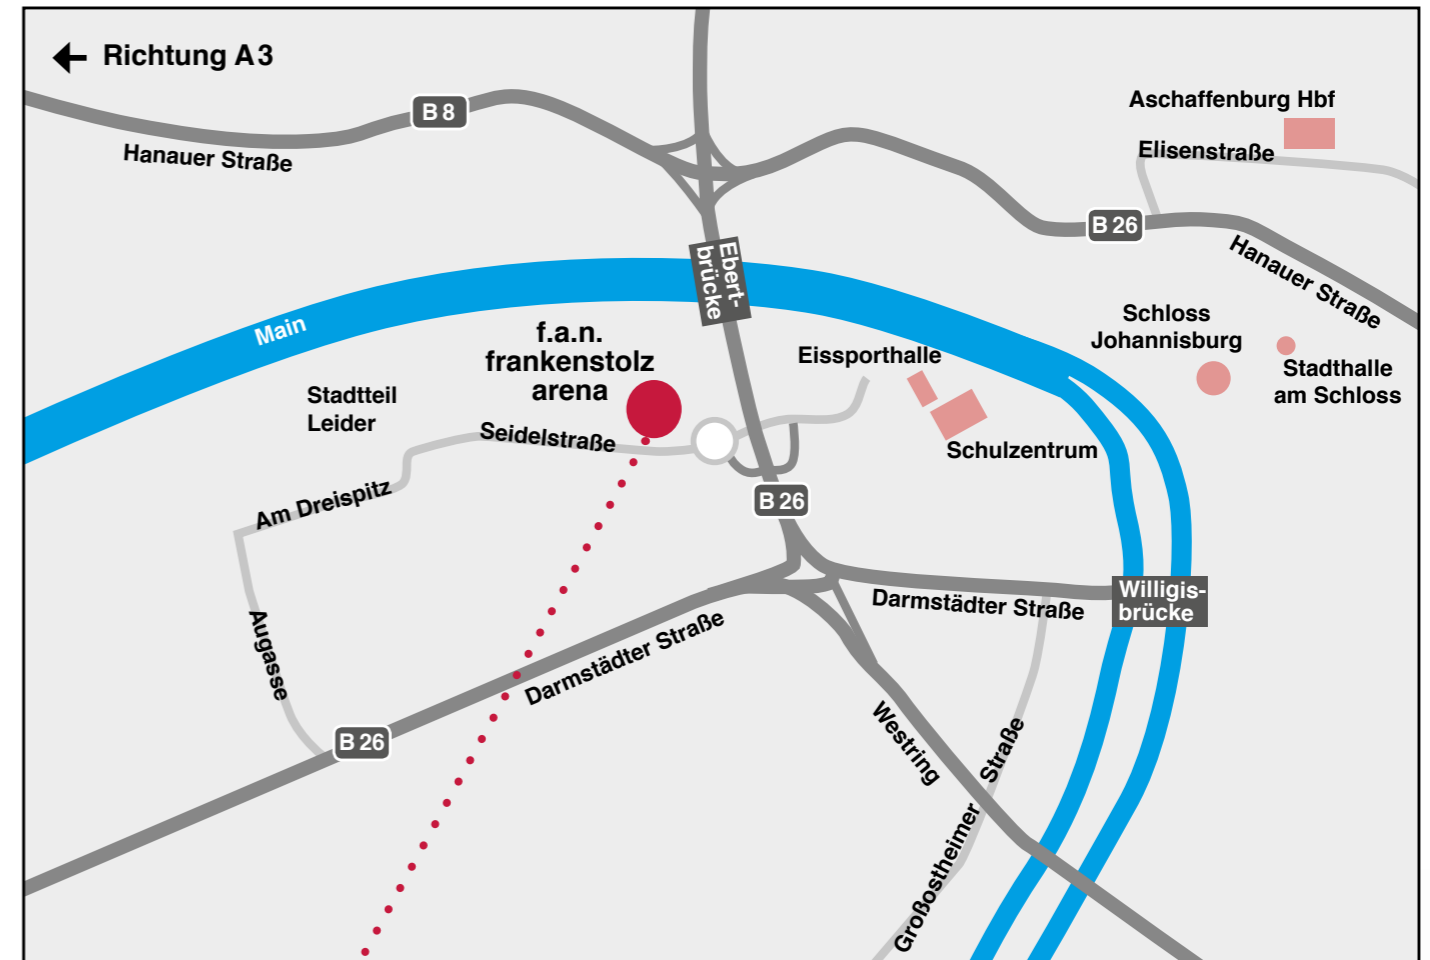 Richtung A3
B 8
Hanauer Straße
Aschaffenburg Hbf
Elisenstraße
B 26
Hanauer Straße
Ebert-
brücke
Main
Schloss
Johannisburg
Stadthalle
am Schloss
f.a.n.
frankenstolz
arena
Eissporthalle
Schulzentrum
Stadtteil
Leider
Seidelstraße
Am Dreispitz
B 26
Willigis-
brücke
Darmstädter Straße
Darmstädter Straße
Augasse
B 26
Westring
Großostheimer Straße